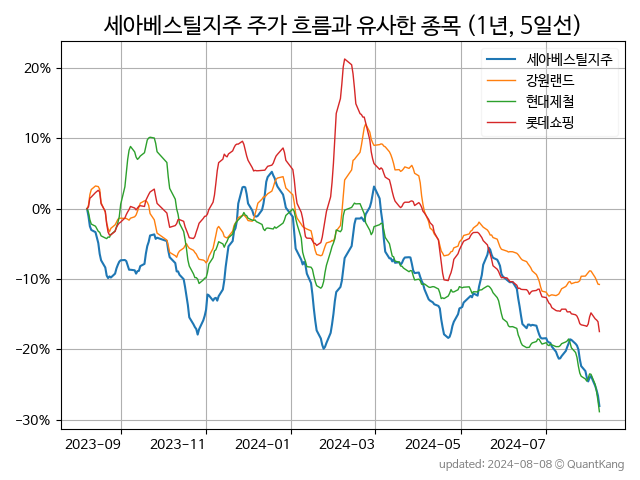 세아베스틸지주 주가 흐름과 유사한 종목 (1년, 5일선)
세아베스틸지주
강원랜드
현대제철
롯데쇼핑
20%
10%
0%
−10%
−20%
−30%
2023-09 2023-11 2024-01 2024-03 2024-05 2024-07
updated: 2024-08-08 © QuantKang